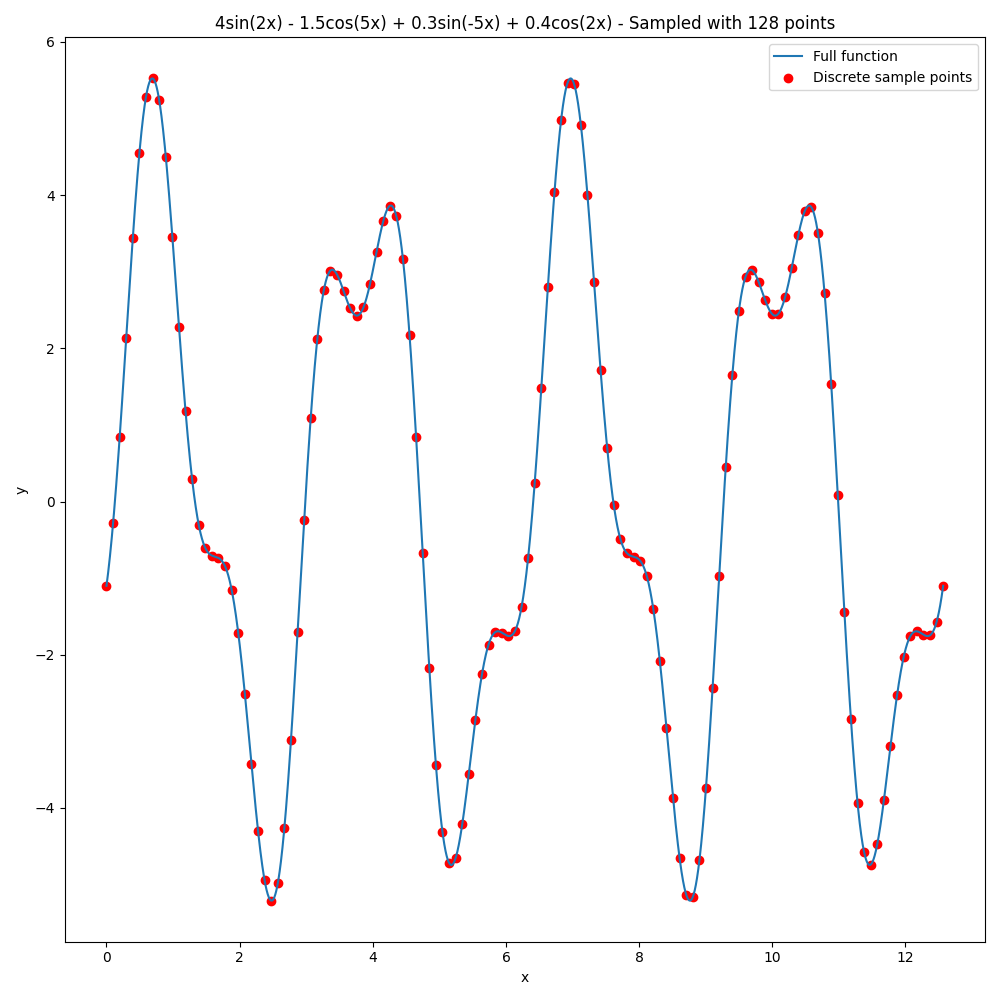 4sin(2x) - 1.5cos(5x) + 0.3sin(-5x) + 0.4cos(2x) - Sampled with 128 points
Full function
Discrete sample points
6
4
2
0
−2
−4
y
0 2 4 6 8 10 12
x